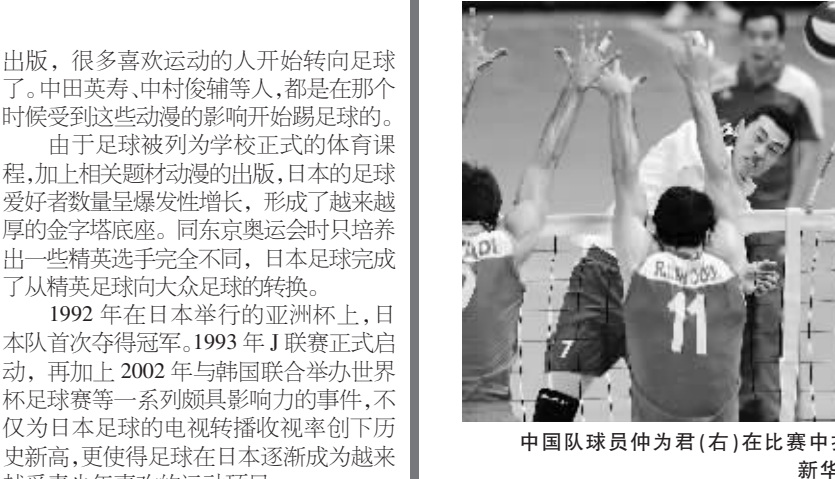 出版，很多喜欢运动的人开始转向足球
了。中田英寿、中村俊辅等人，都是在那个
时候受到这些动漫的影响开始踢足球的。
由于足球被列为学校正式的体育课
程，加上相关题材动漫的出版，日本的足球
爱好者数量呈爆发性增长，形成了越来越
厚的金字塔底座。同东京奥运会时只培养
出一些精英选手完全不同，日本足球完成
了从精英足球向大众足球的转换。
1992 年在日本举行的亚洲杯上，日
本队首次夺得冠军。1993 年 J 联赛正式启
动，再加上 2002 年与韩国联合举办世界
杯足球赛等一系列颇具影响力的事件，不
仅为日本足球的电视转播收视率创下历
史新高，更使得足球在日本逐渐成为越来
11
7
中国队球员仲为君(右)在比赛中
新华